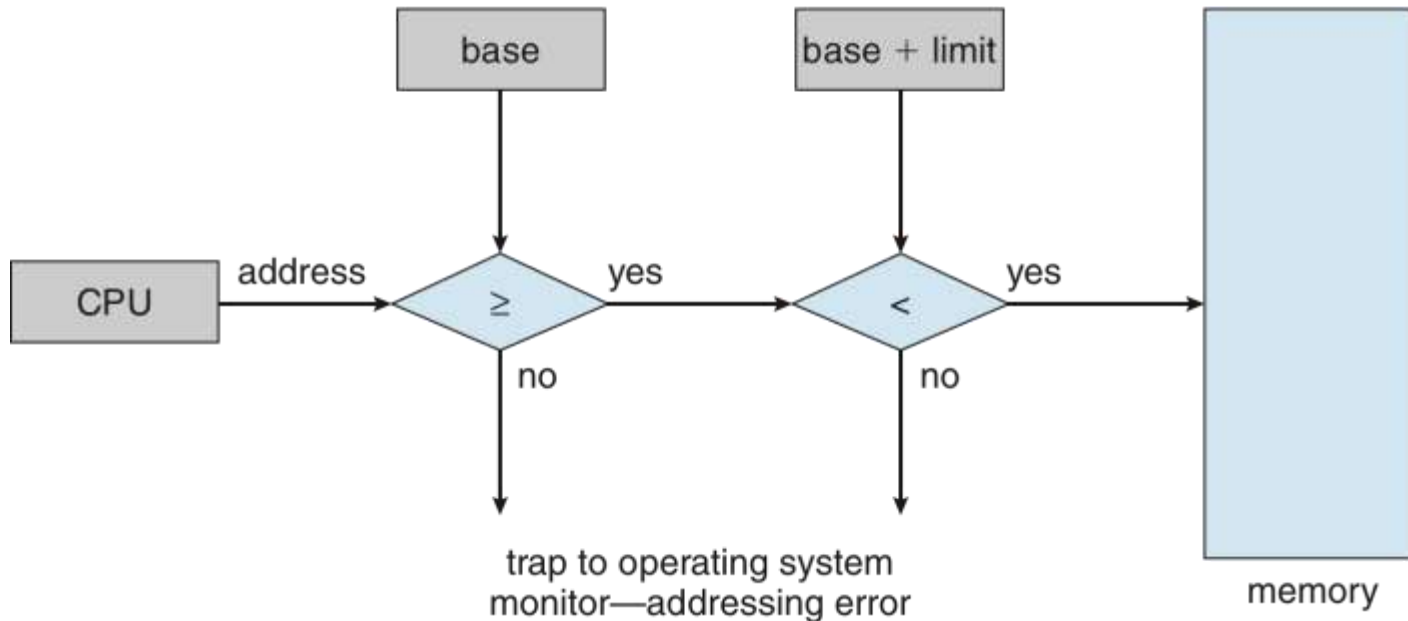 base
base + limit
CPU
address
≥
yes
<
yes
no
no
trap to operating system
monitor—addressing error
memory